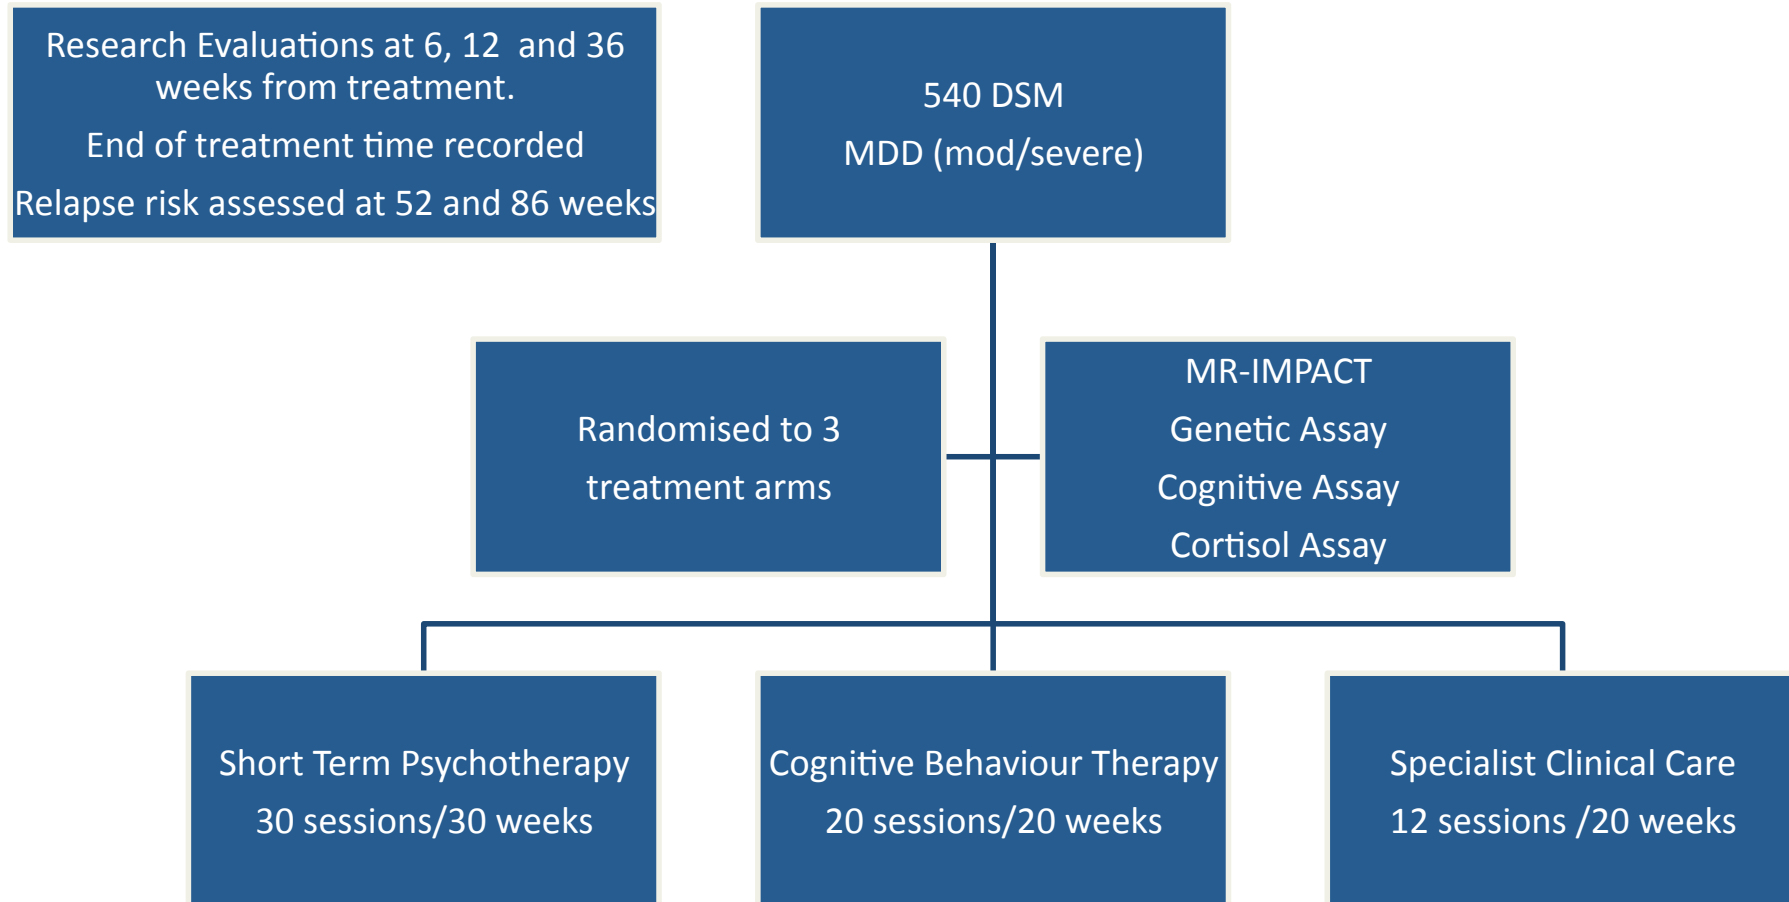 Research Evaluations at 6, 12 and 36
weeks from treatment.
End of treatment time recorded
Relapse risk assessed at 52 and 86 weeks
540 DSM
MDD (mod/severe)
Randomised to 3
treatment arms
MR-IMPACT
Genetic Assay
Cognitive Assay
Cortisol Assay
Short Term Psychotherapy
30 sessions/30 weeks
Cognitive Behaviour Therapy
20 sessions/20 weeks
Specialist Clinical Care
12 sessions /20 weeks